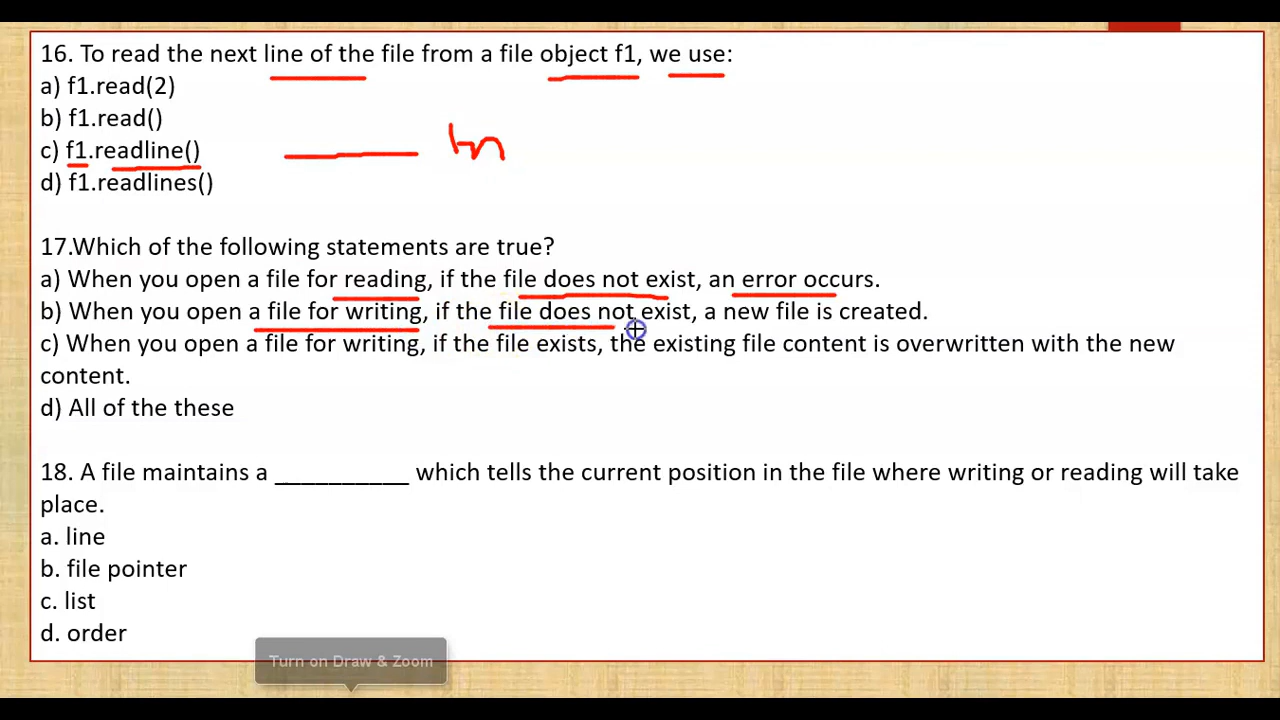 16. To read the next line of the file from a file object f1, we use:
a) f1.read(2)
b) f1.read()
c) f1.readline()
d) f1.readlines()
17.Which of the following statements are true?
a) When you open a file for reading, if the file does not exist, an error occurs.
b) When you open a file for writing, if the file does not exist, a new file is created.
c) When you open a file for writing, if the file exists, the existing file content is overwritten with the new
content.
d) All of the these
18. A file maintains a __________ which tells the current position in the file where writing or reading will take
place.
a. line
b. file pointer
c. list
d. order
Turn on Draw & Zoom